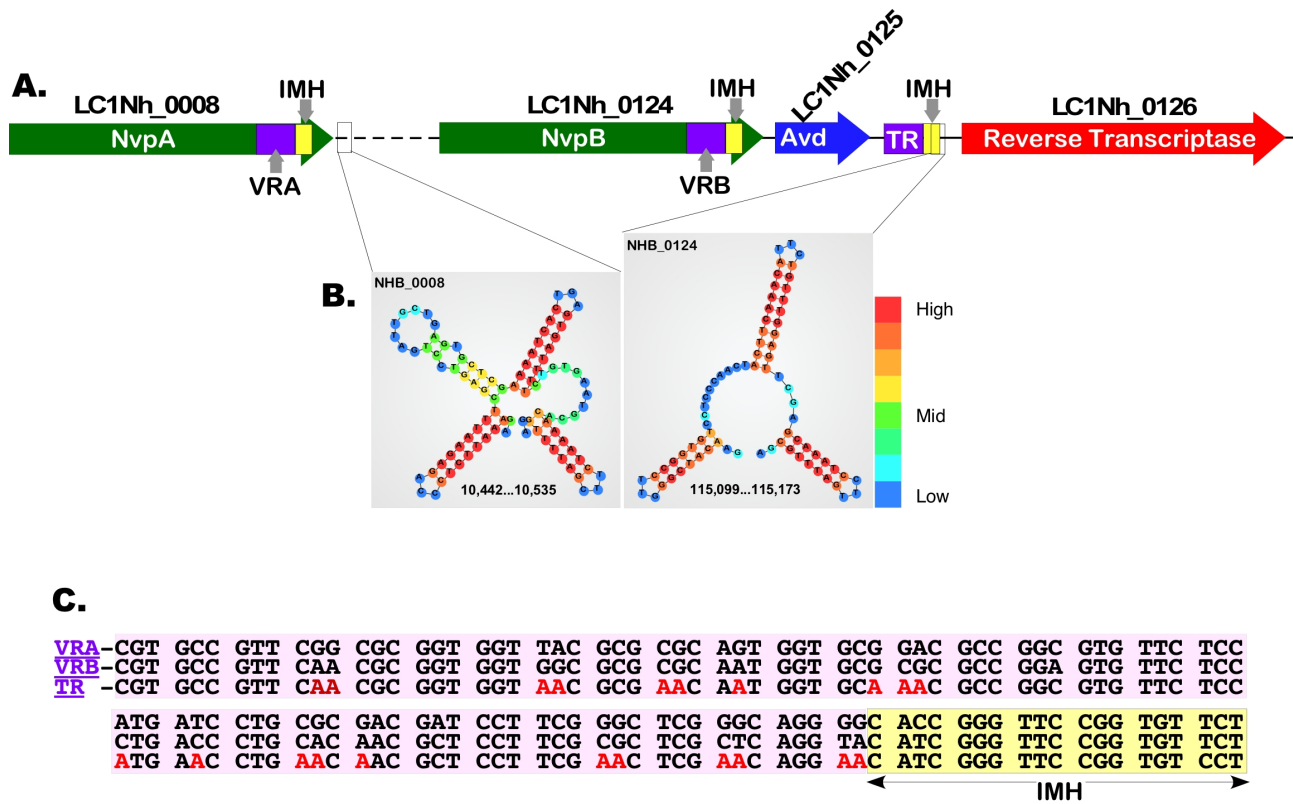 A.
LC1Nh_0008
IMH
LC1Nh_0124
IMH
LC1Nh_0125
IMH
LC1Nh_0126
NvpA
NvpB
Avd
TR
Reverse Transcriptase
VRA
VRB
B.
NHB_0008
10,442...10,535
NHB_0124
115,099...115,173
High
Mid
Low
C.
VRA-CGT GCC GTT CGG CGC GGT GGT TAC GCG CGC AGT GGT GCG GAC GCC GGC GTG TTC TCC
VRB-CGT GCC GTT CAA CGC GGT GGT GGC GCG CGC AAT GGT GCG CGC GCC GGA GTG TTC TCC
TR -CGT GCC GTT CAA CGC GGT GGT AAC GCG AAC AAT GGT GCA AAC GCC GGC GTG TTC TCC
ATG ATC CTG CGC GAC GAT CCT TCG GGC TCG GGC AGG GGC ACC GGG TTC CGG TGT TCT
CTG ACC CTG CAC AAC GCT CCT TCG CGC TCG CTC AGG TAC ATC GGG TTC CGG TGT TCT
ATG AAC CTG AAC AAC GCT CCT TCG AAC TCG AAC AGG AAC ATC GGG TTC CGG TGT CCT
IMH